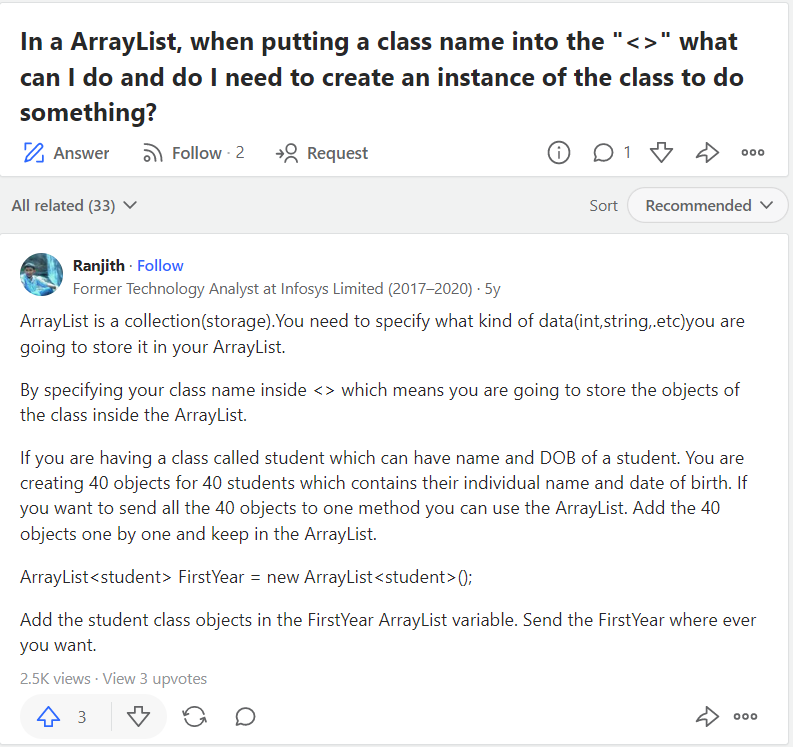 In a ArrayList, when putting a class name into the "<>" what
can I do and do I need to create an instance of the class to do
something?
Answer Follow · 2 Request 1
All related (33) Sort Recommended
Ranjith · Follow
Former Technology Analyst at Infosys Limited (2017–2020) · 5y
ArrayList is a collection(storage).You need to specify what kind of data(int,string,.etc)you are
going to store it in your ArrayList.
By specifying your class name inside <> which means you are going to store the objects of
the class inside the ArrayList.
If you are having a class called student which can have name and DOB of a student. You are
creating 40 objects for 40 students which contains their individual name and date of birth. If
you want to send all the 40 objects to one method you can use the ArrayList. Add the 40
objects one by one and keep in the ArrayList.
ArrayList<student> FirstYear = new ArrayList<student>();
Add the student class objects in the FirstYear ArrayList variable. Send the FirstYear where ever
you want.
2.5K views · View 3 upvotes
3